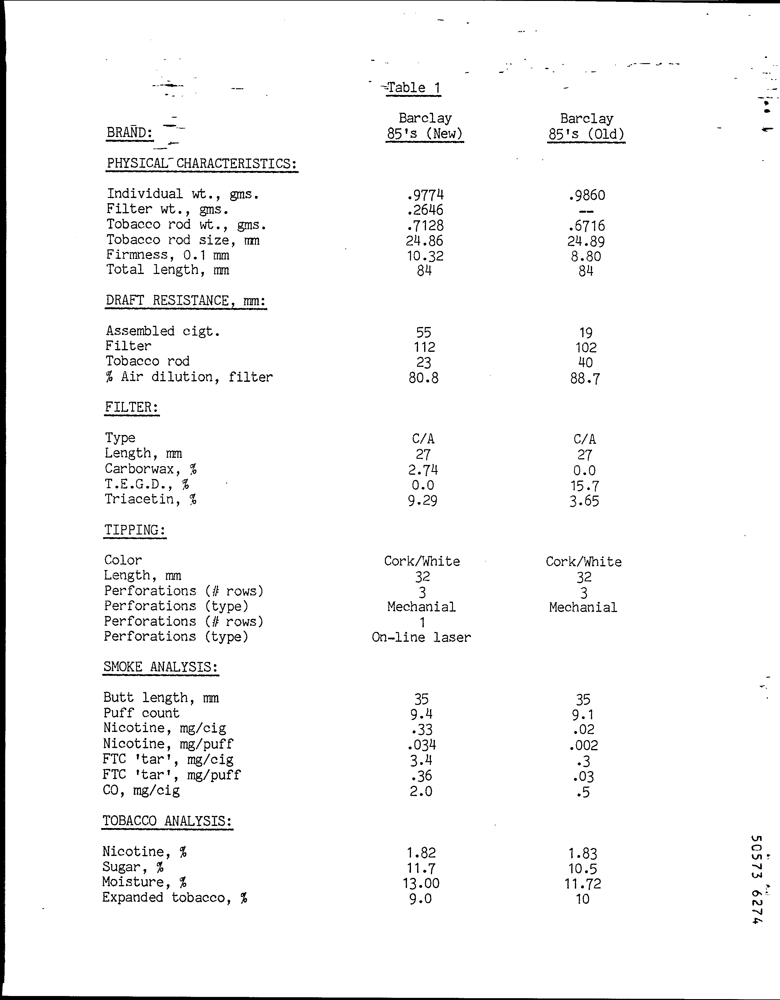 Table 1
Barclay Barclay
BRAND: 85's (New) 85's (Old)
PHYSICAL CHARACTERISTICS:
Individual wt., gms. .9774 .9860
Filter wt., gms. .2646 --
Tobacco rod wt., gms. .7128 .6716
Tobacco rod size, mm 24.86 24.89
Firmness, 0.1 mm 10.32 8.80
Total length, mm 84 84
DRAFT RESISTANCE, mm:
Assembled cigt. 55 19
Filter 112 102
Tobacco rod 23 40
% Air dilution, filter 80.8 88.7
FILTER:
Type C/A C/A
Length, mm 27 27
Carborwax, % 2.74 0.0
T.E.G.D., % 0.0 15.7
Triacetin, % 9.29 3.65
TIPPING:
Color Cork/White Cork/White
Length, mm 32 32
Perforations (# rows) 3 3
Perforations (type) Mechanial Mechanial
Perforations (# rows) 1
Perforations (type) On-line laser
SMOKE ANALYSIS:
Butt length, mm 35 35
Puff count 9.4 9.1
Nicotine, mg/cig .33 .02
Nicotine, mg/puff .034 .002
FTC 'tar', mg/cig 3.4 .3
FTC 'tar', mg/puff .36 .03
CO, mg/cig 2.0 .5
TOBACCO ANALYSIS:
Nicotine, % 1.82 1.83
Sugar, % 11.7 10.5
Moisture, % 13.00 11.72
Expanded tobacco, % 9.0 10
50573 6274